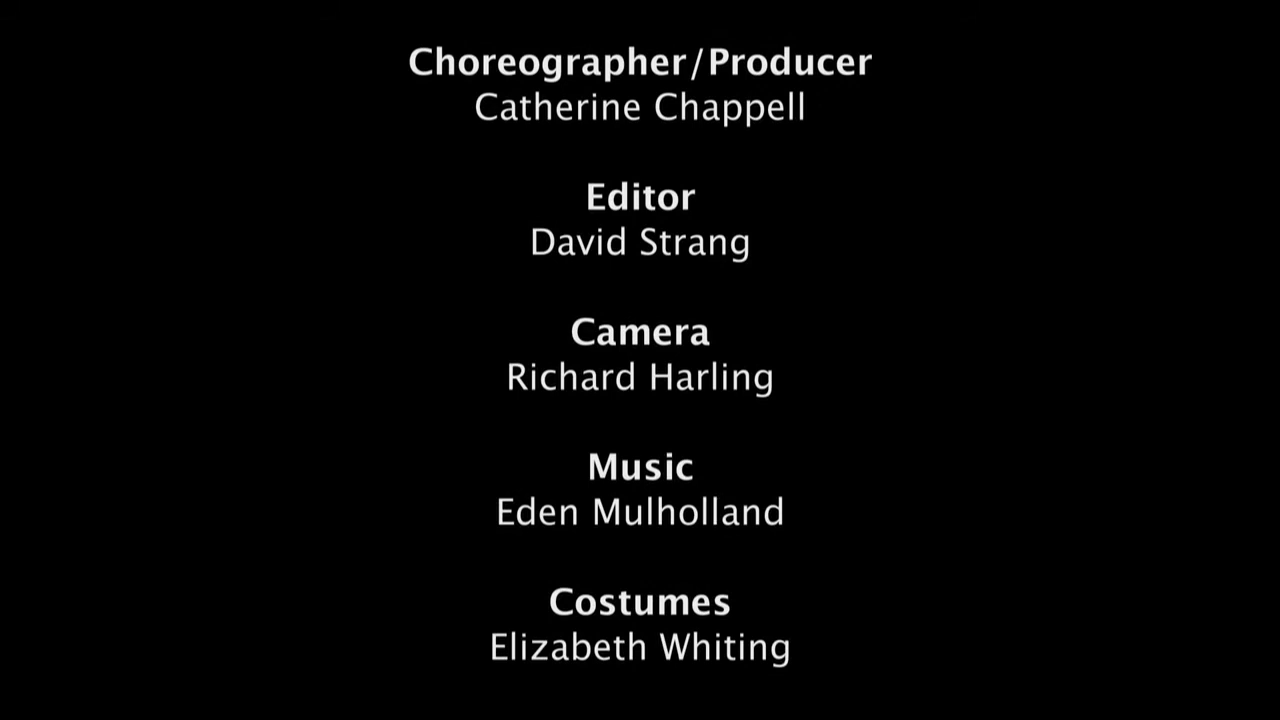 Choreographer/Producer
Catherine Chappell
Editor
David Strang
Camera
Richard Harling
Music
Eden Mulholland
Costumes
Elizabeth Whiting